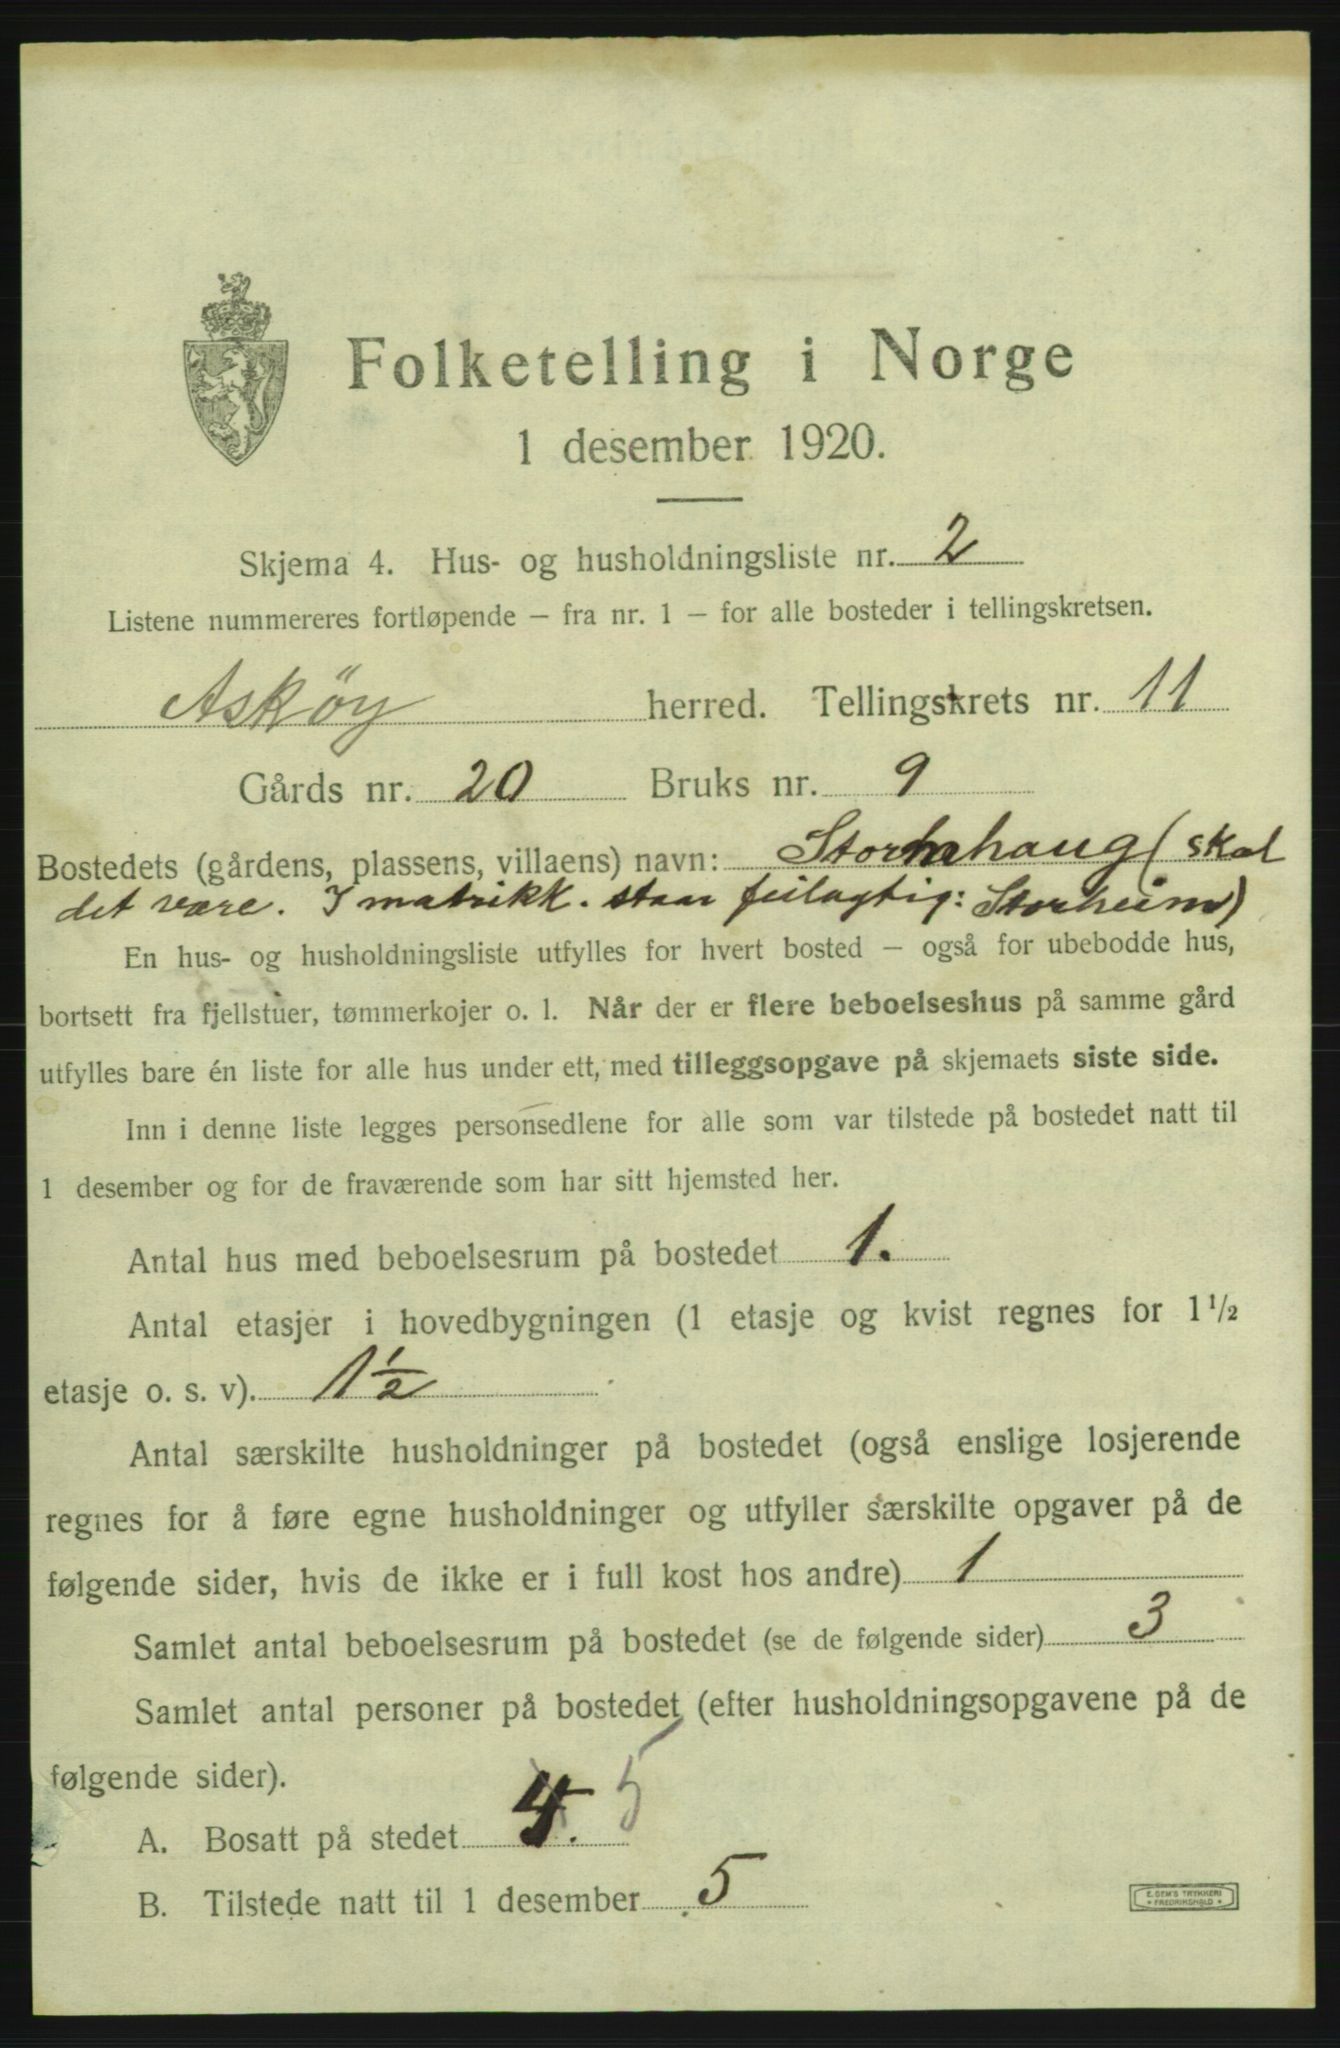 Folketelling i Norge
1 desember 1920.
Skjema 4. Hus- og husholdningsliste nr. 2
Listene nummereres fortløpende – fra nr. 1 – for alle bosteder i tellingskretsen.
Asköy herred. Tellingskrets nr. 11
Gårds nr. 20 Bruks nr. 9
Bostedets (gårdens, plassens, villaens) navn: Storhaug (skal
det være. I matrikk. staar feilagtig: Storheim)
En hus- og husholdningsliste utfylles for hvert bosted – også for ubebodde hus,
bortsett fra fjellstuer, tømmerkojer o. l. Når der er flere beboelseshus på samme gård
utfylles bare én liste for alle hus under ett, med tilleggsopgave på skjemaets siste side.
Inn i denne liste legges personsedlene for alle som var tilstede på bostedet natt til
1 desember og for de fraværende som har sitt hjemsted her.
Antal hus med beboelsesrum på bostedet 1.
Antal etasjer i hovedbygningen (1 etasje og kvist regnes for 1 1/2
etasje o. s. v). 1 1/2
Antal særskilte husholdninger på bostedet (også enslige losjerende
regnes for å føre egne husholdninger og utfyller særskilte opgaver på de
følgende sider, hvis de ikke er i full kost hos andre) 1
Samlet antal beboelsesrum på bostedet (se de følgende sider) 3
Samlet antal personer på bostedet (efter husholdningsopgavene på de
følgende sider).
A. Bosatt på stedet 4. 5
B. Tilstede natt til 1 desember 5
E. SEM'S TRYKKERI
FREDRIKSHALD